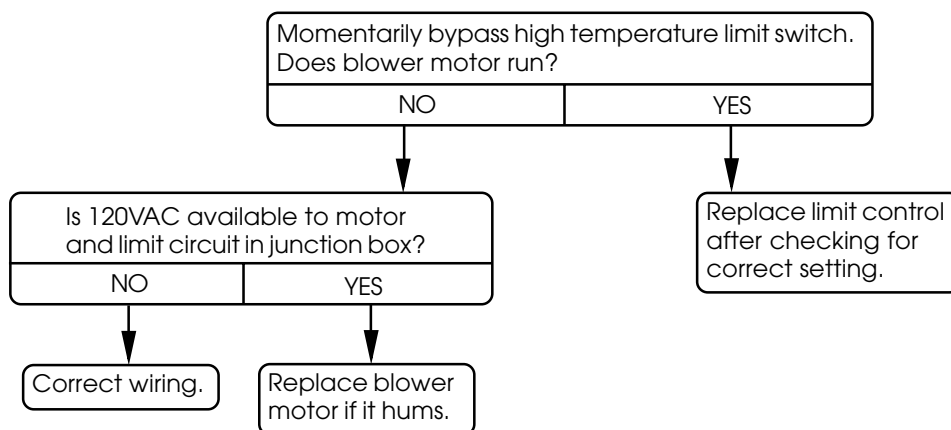 Momentarily bypass high temperature limit switch.
Does blower motor run?
NO
YES
Is 120VAC available to motor
and limit circuit in junction box?
NO
YES
Replace limit control
after checking for
correct setting.
Correct wiring.
Replace blower
motor if it hums.